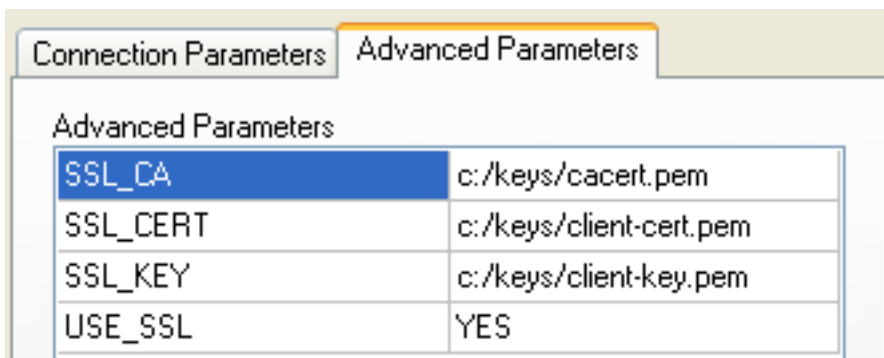 Connection Parameters Advanced Parameters
Advanced Parameters
SSL_CA c:/keys/cacert.pem
SSL_CERT c:/keys/client-cert.pem
SSL_KEY c:/keys/client-key.pem
USE_SSL YES